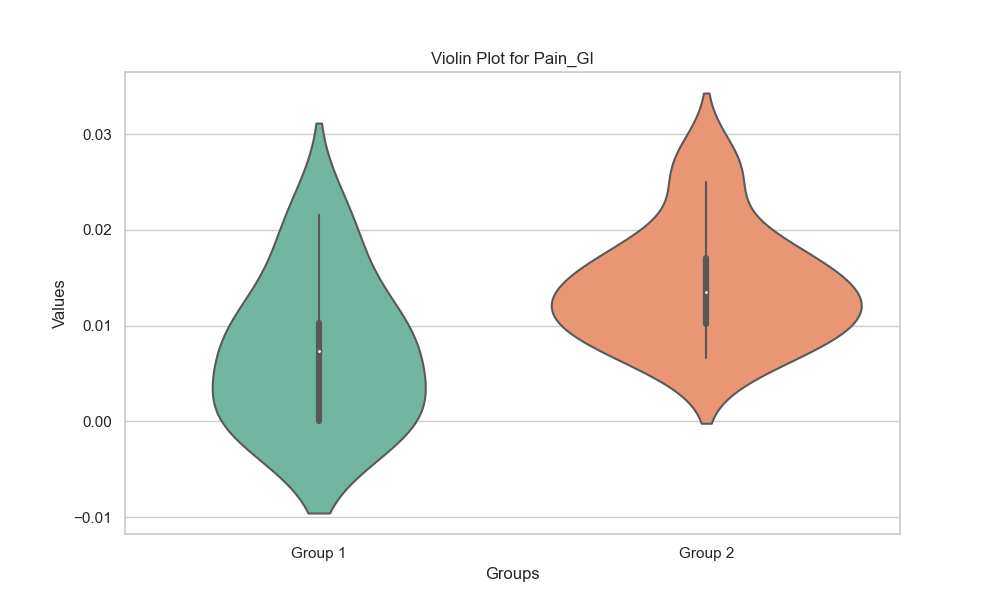 Violin Plot for Pain_GI
Values
0.03
0.02
0.01
0.00
−0.01
Group 1
Group 2
Groups